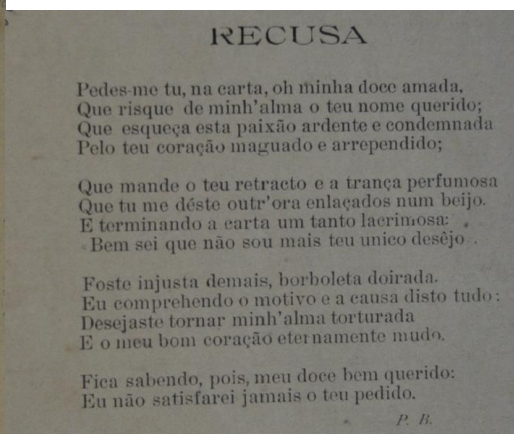 RECUSA
Pedes-me tu, na carta, oh minha doce amada,
Que risque de minh'alma o teu nome querido;
Que esqueça esta paixão ardente e condemnada
Pelo teu coração maguado e arrependido;
Que mande o teu retracto e a trança perfumosa
Que tu me déste outr'ora enlaçados num beijo.
E terminando a carta um tanto lacrimosa:
Bem sei que não sou mais teu unico desêjo.
Foste injusta demais, borboleta doirada.
Eu comprehendo o motivo e a causa disto tudo:
Desejaste tornar minh'alma torturada
E o meu bom coração eternamente mudo.
Fica sabendo, pois, meu doce bem querido:
Eu não satisfarei jamais o teu pedido.
P. B.